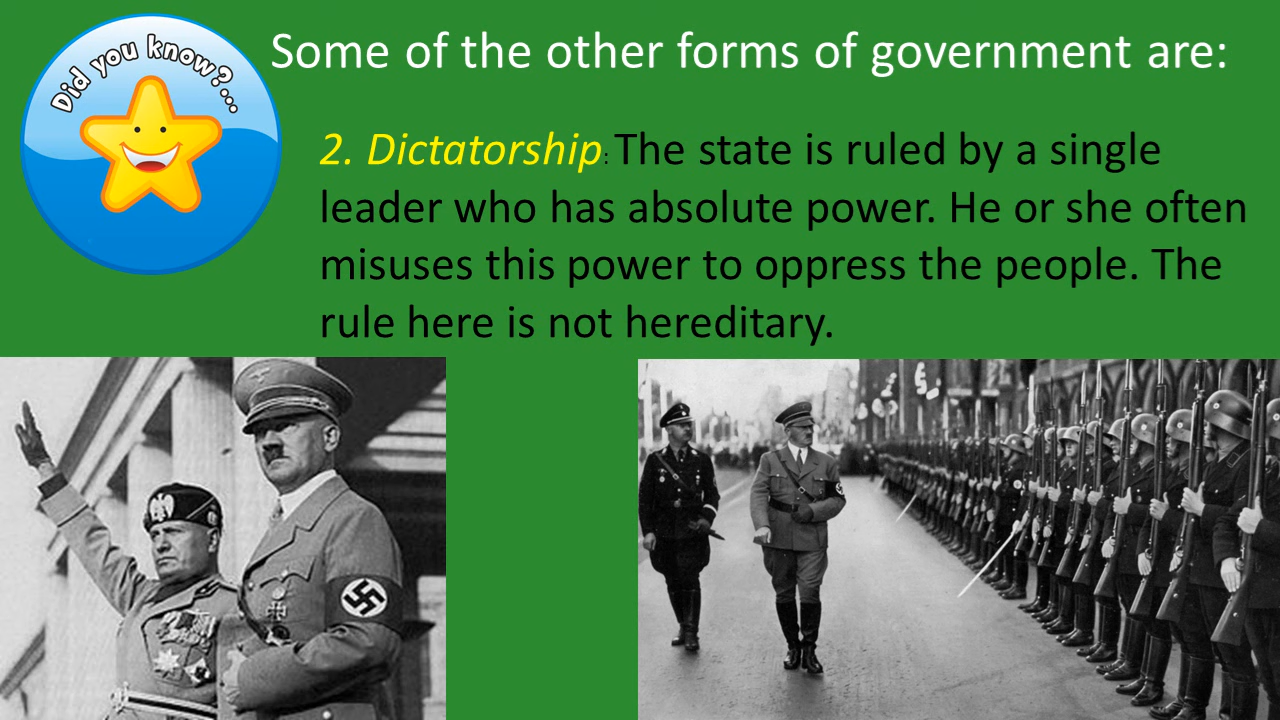 Did you know?...
Some of the other forms of government are:
2. Dictatorship: The state is ruled by a single
leader who has absolute power. He or she often
misuses this power to oppress the people. The
rule here is not hereditary.